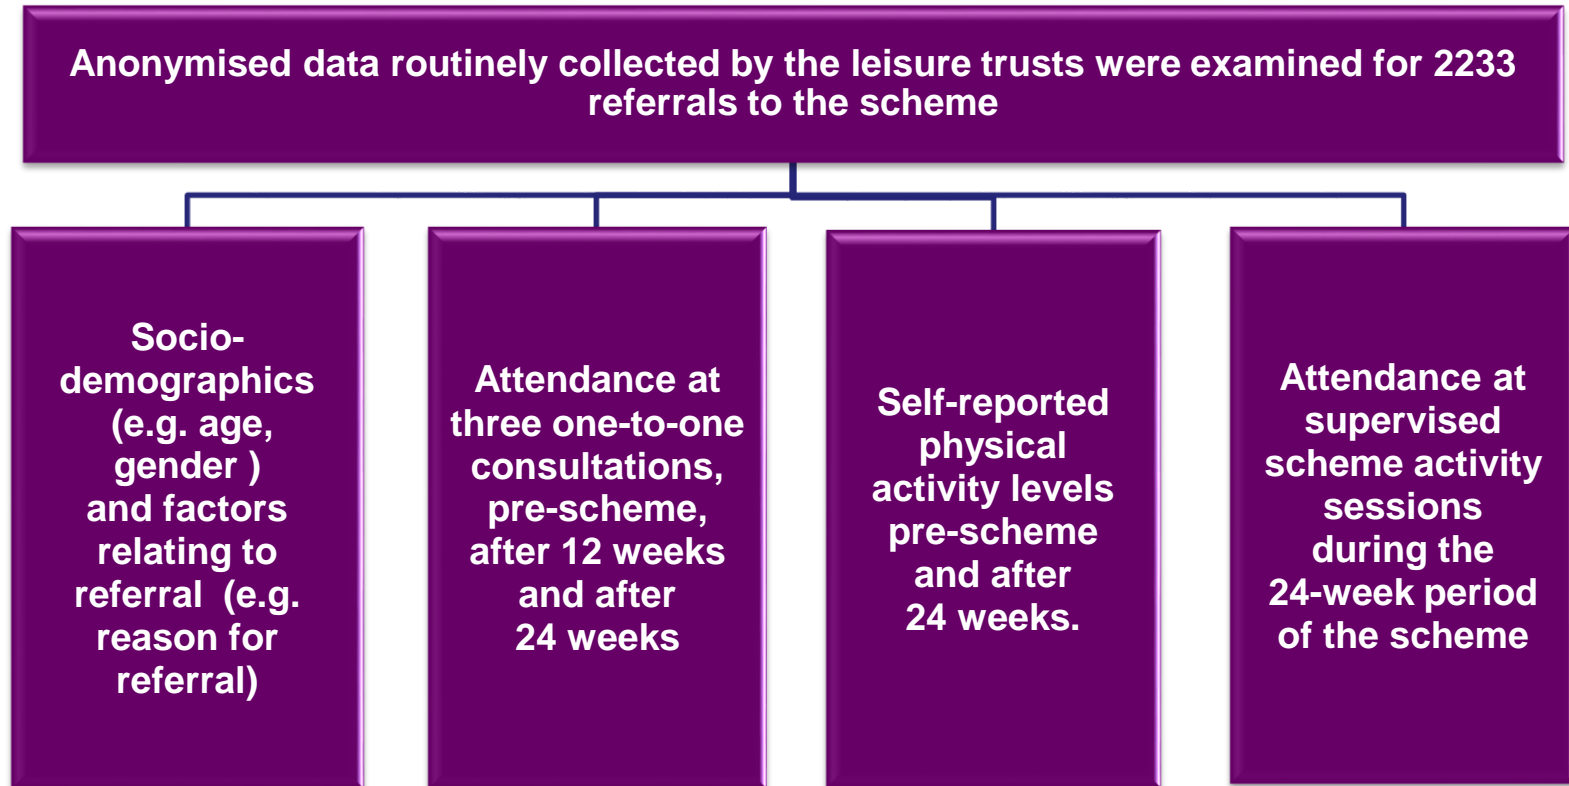 Anonymised data routinely collected by the leisure trusts were examined for 2233
referrals to the scheme
Socio-
demographics
(e.g. age,
gender )
and factors
relating to
referral  (e.g.
reason for
referral)
Attendance at
three one-to-one
consultations,
pre-scheme,
after 12 weeks
and after
24 weeks
Self-reported
physical
activity levels
pre-scheme
and after
24 weeks.
Attendance at
supervised
scheme activity
sessions
during the
24-week period
of the scheme